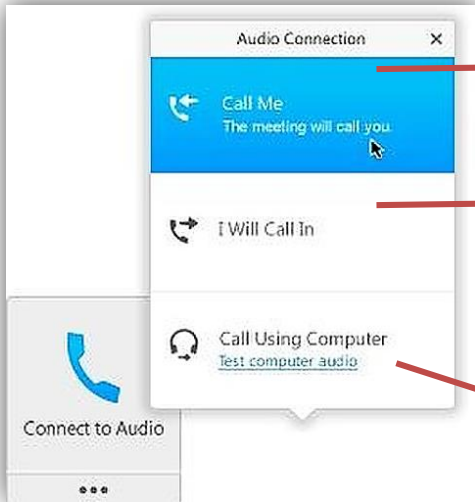 Audio Connection
Call Me
The meeting will call you.
I Will Call In
Call Using Computer
Test computer audio
Connect to Audio